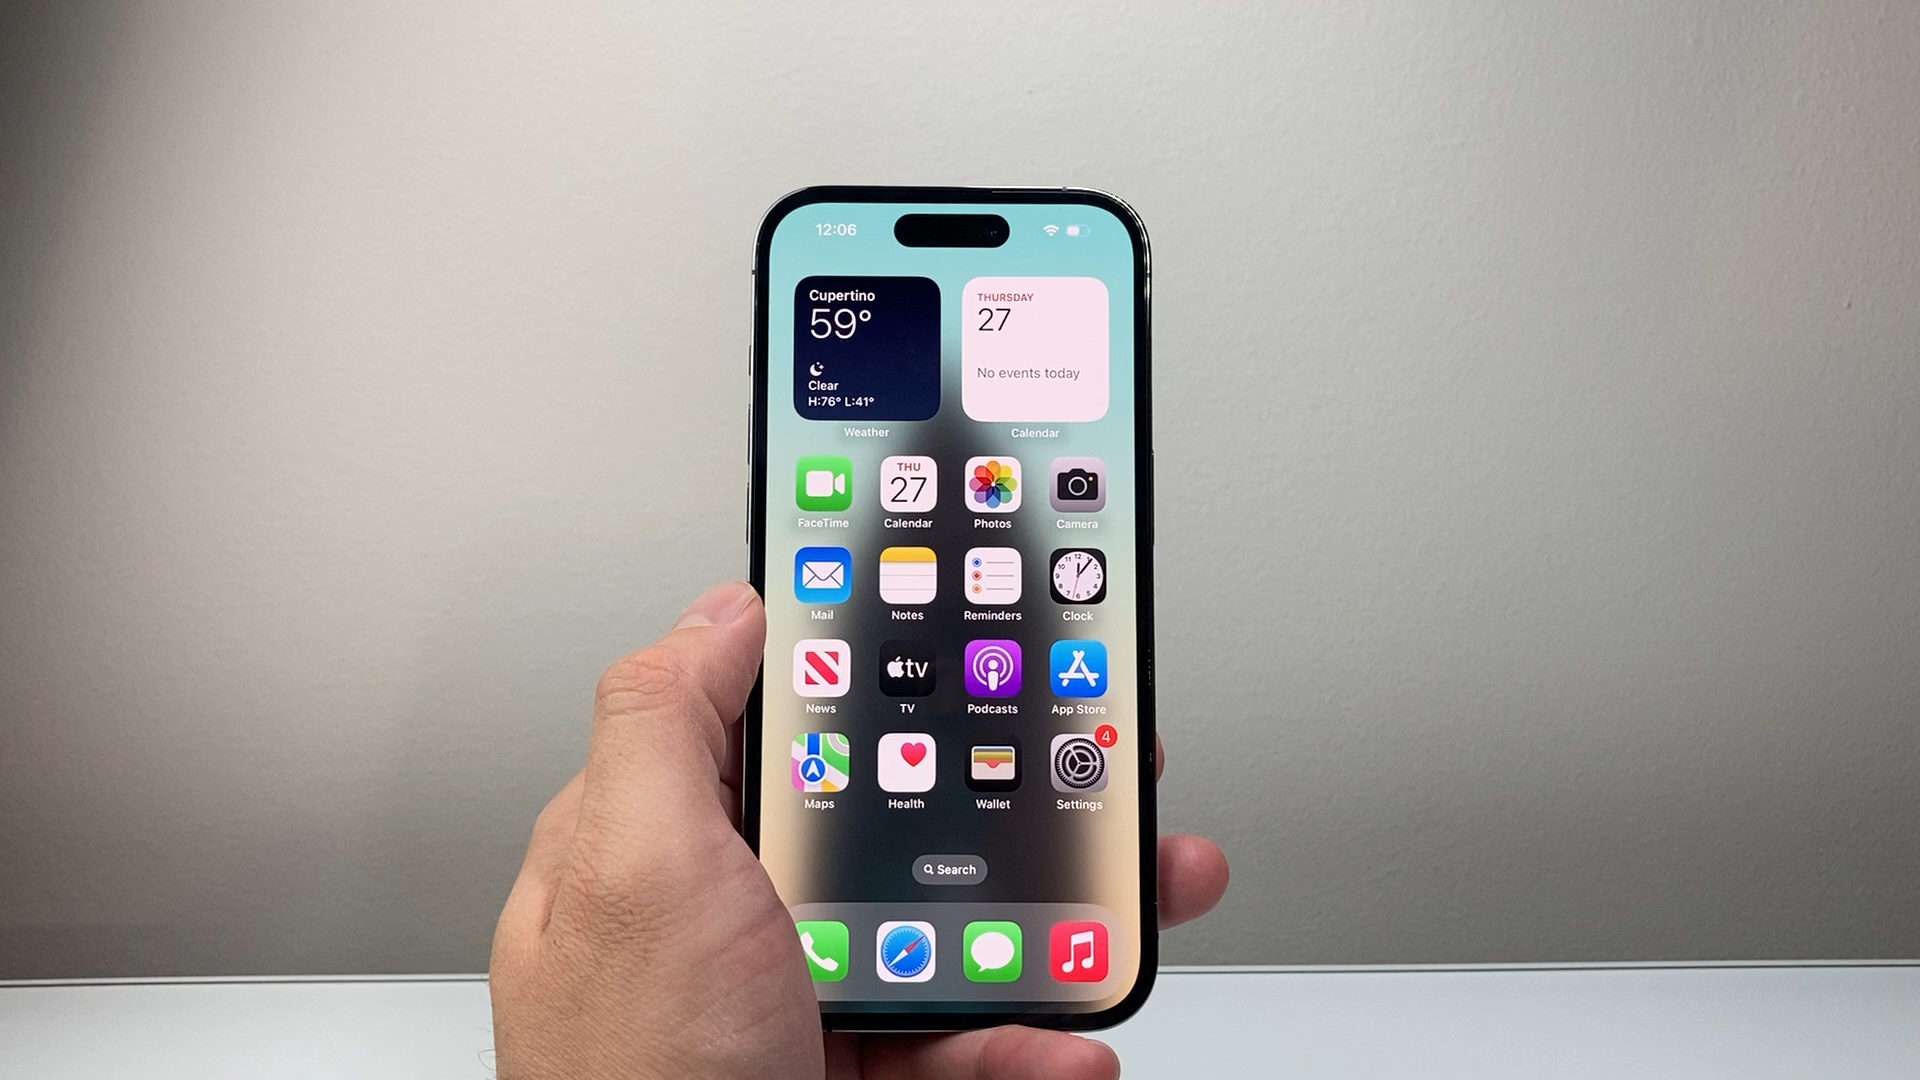 12:06
Cupertino
59°
Clear
H:76° L:41°
Weather
THURSDAY
27
No events today
Calendar
FaceTime
THU
27
Calendar
Photos
Camera
Mail
Notes
Reminders
Clock
News
tv
TV
Podcasts
App Store
Maps
Health
Wallet
4
Settings
Search